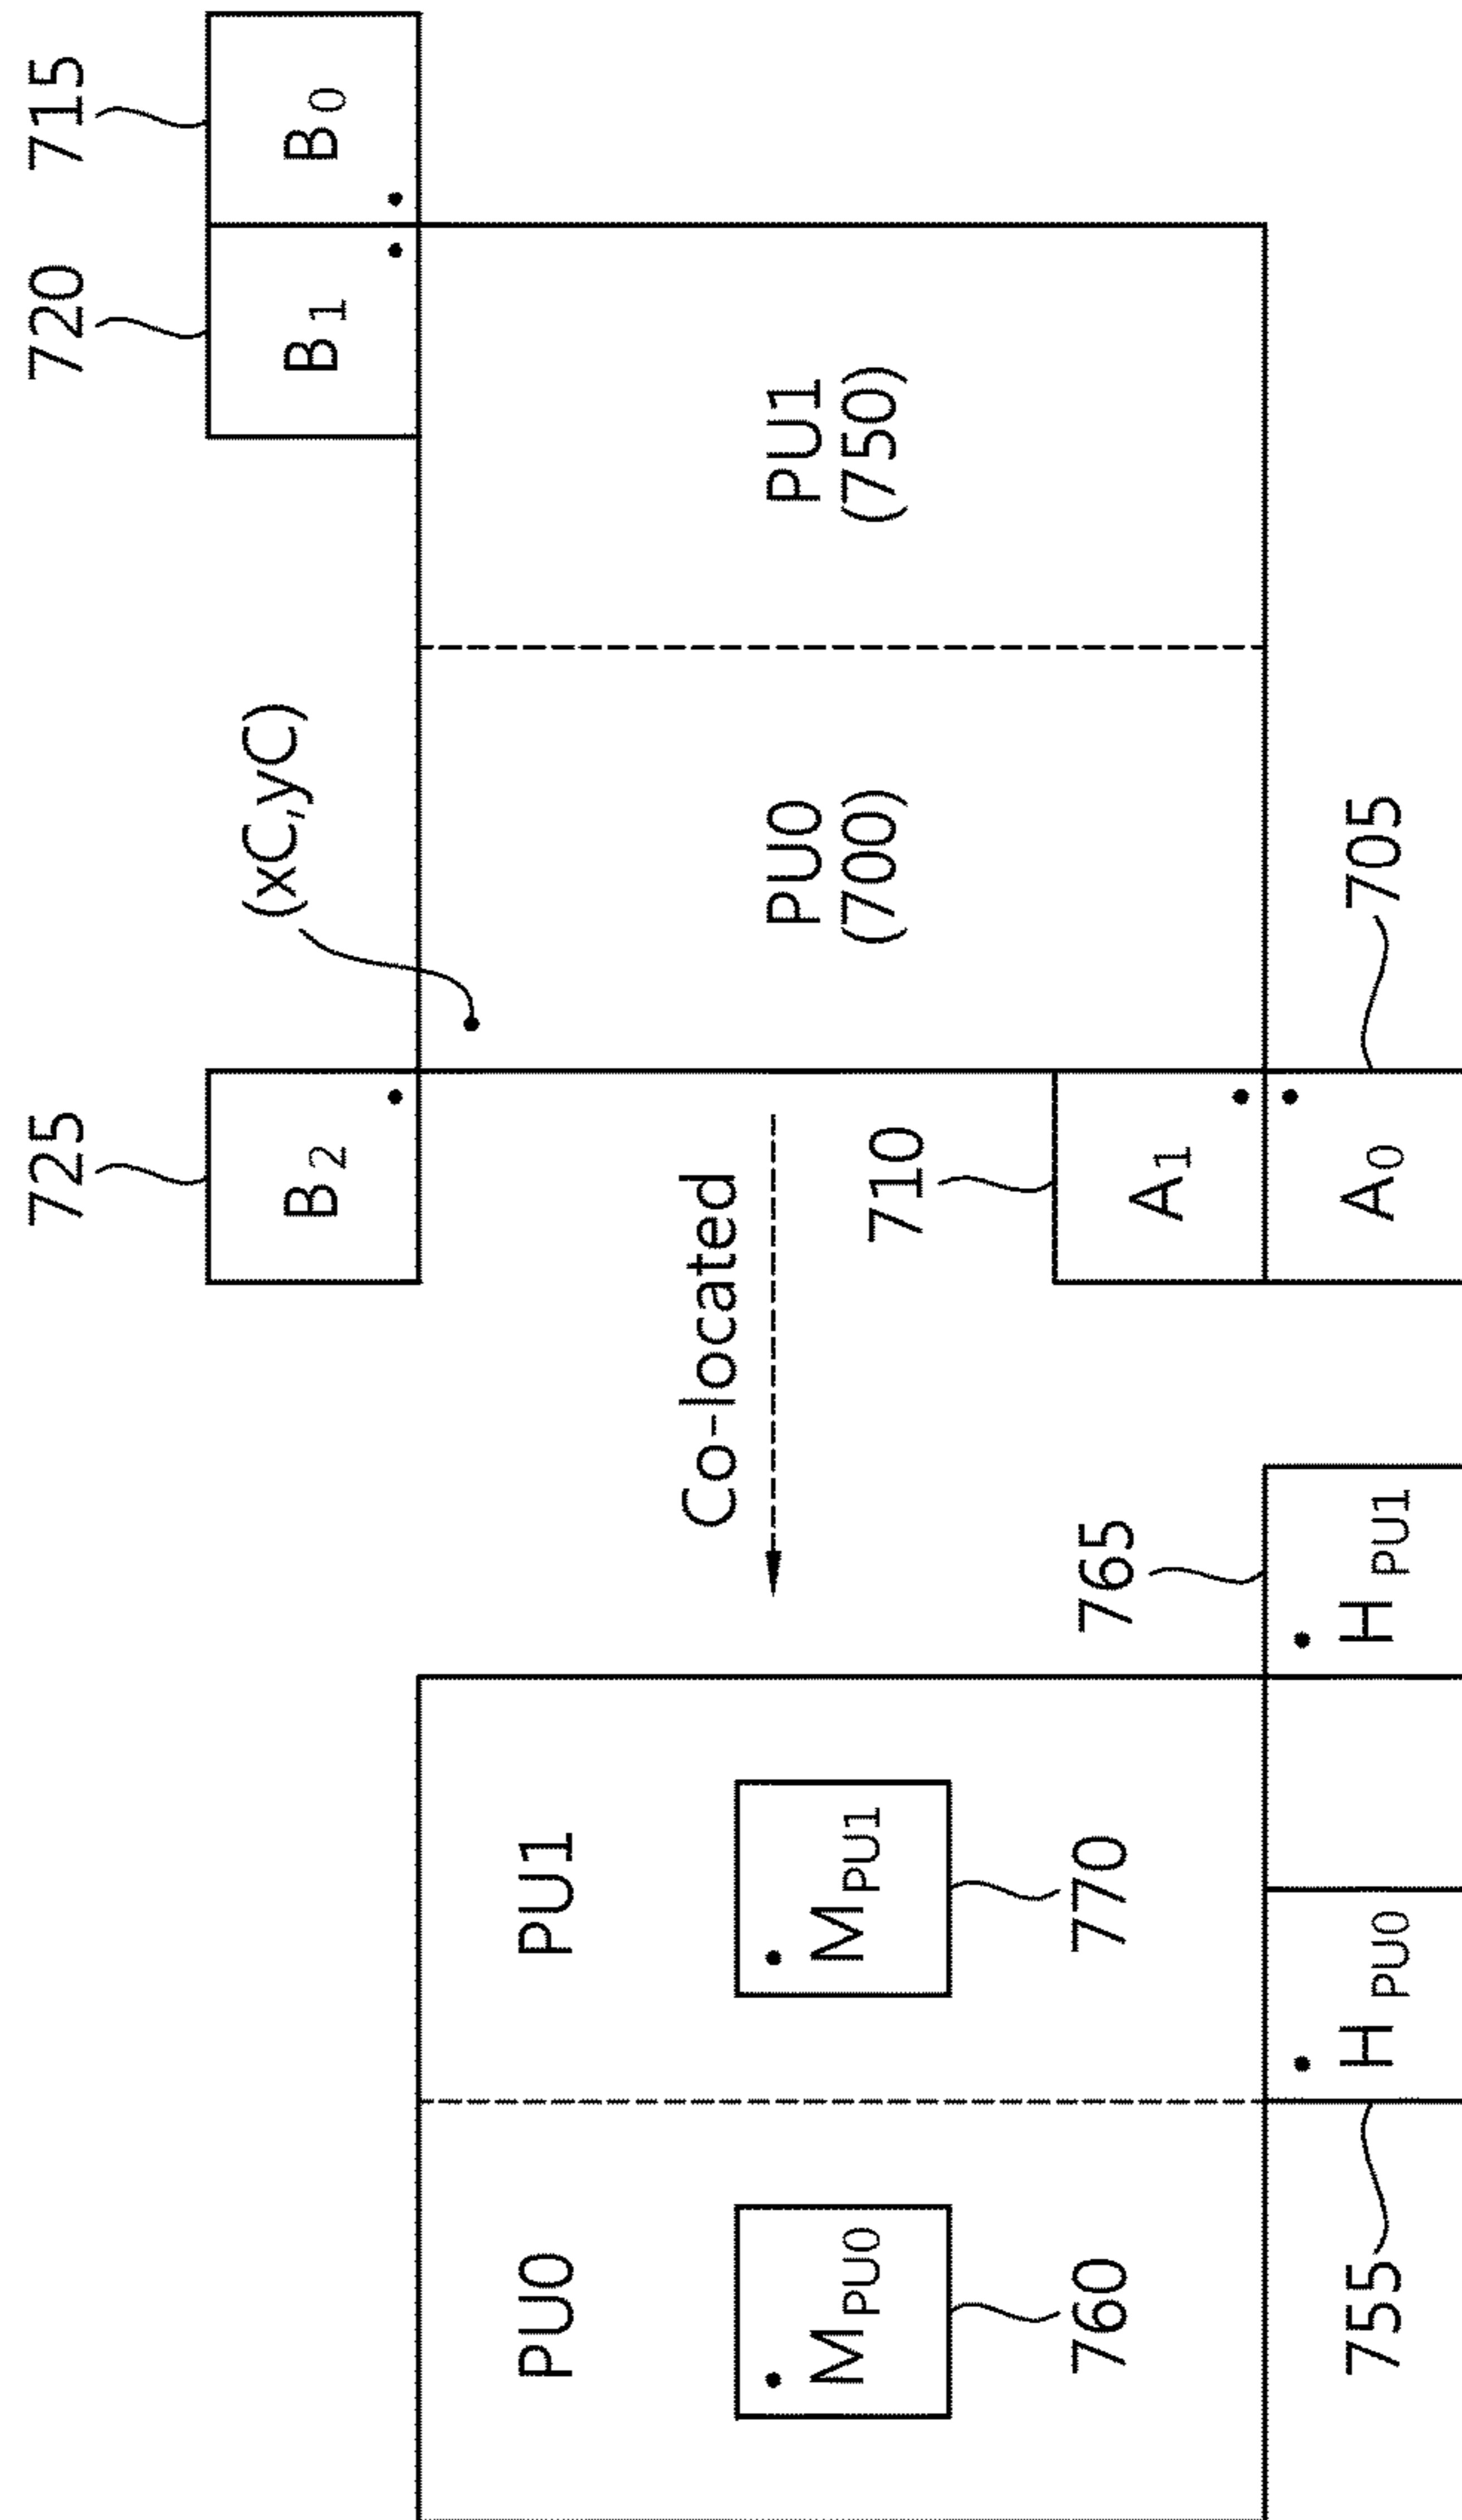 725
720
715
B2
B1
B0
(xC,yC)
Co-located
PU0
(700)
PU1
(750)
710
A1
A0
705
PU0
PU1
MPU0
MPU1
760
770
765
HPU0
HPU1
755